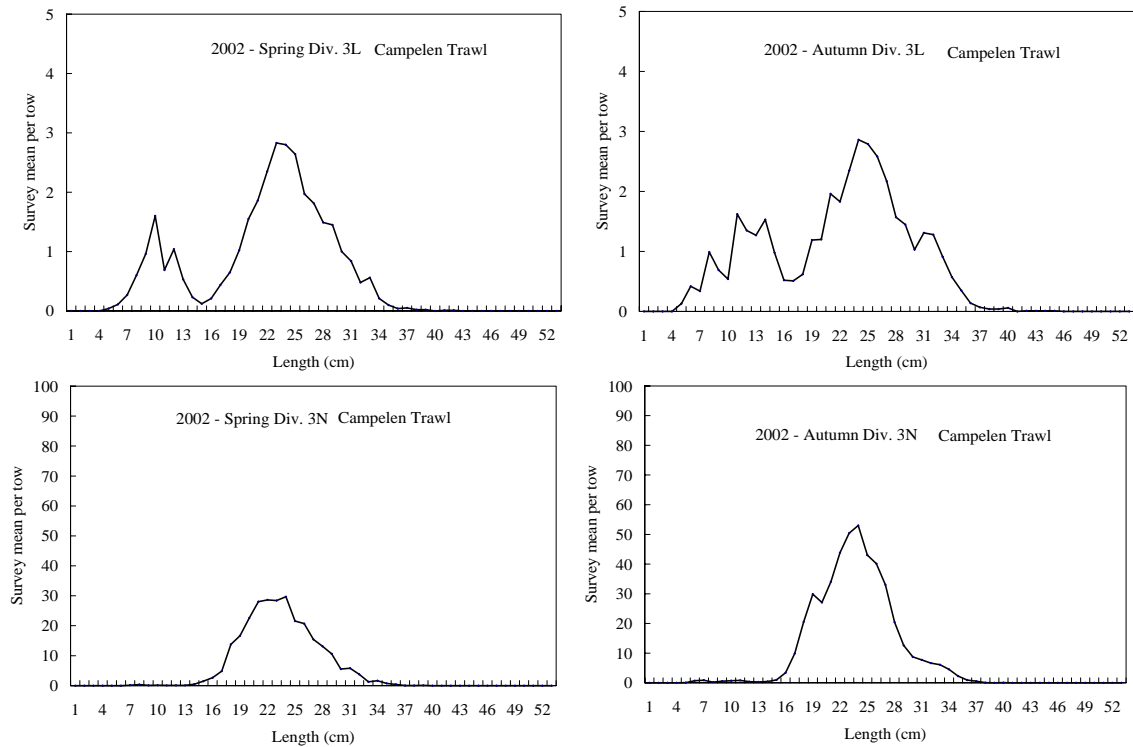 2002 - Spring Div. 3L Campelen Trawl
Survey mean per tow
5
4
3
2
1
0
1 4 7 10 13 16 19 22 25 28 31 34 37 40 43 46 49 52
Length (cm)
2002 - Autumn Div. 3L Campelen Trawl
Survey mean per tow
5
4
3
2
1
0
1 4 7 10 13 16 19 22 25 28 31 34 37 40 43 46 49 52
Length (cm)
2002 - Spring Div. 3N Campelen Trawl
Survey mean per tow
100
90
80
70
60
50
40
30
20
10
0
1 4 7 10 13 16 19 22 25 28 31 34 37 40 43 46 49 52
Length (cm)
2002 - Autumn Div. 3N Campelen Trawl
Survey mean per tow
100
90
80
70
60
50
40
30
20
10
0
1 4 7 10 13 16 19 22 25 28 31 34 37 40 43 46 49 52
Length (cm)